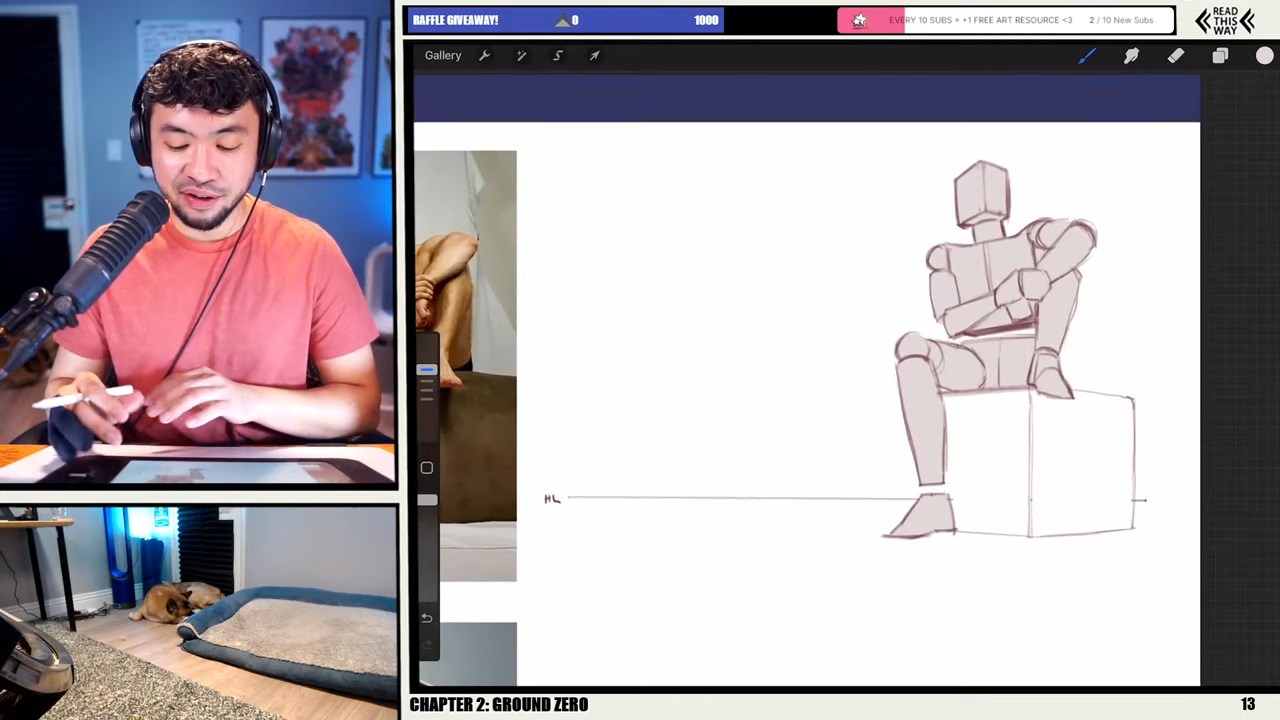 RAFFLE GIVEAWAY! 0 1000
EVERY 10 SUBS = +1 FREE ART RESOURCE <3 2 / 10 New Subs
READ
THIS
WAY
Gallery
HL
CHAPTER 2: GROUND ZERO 13